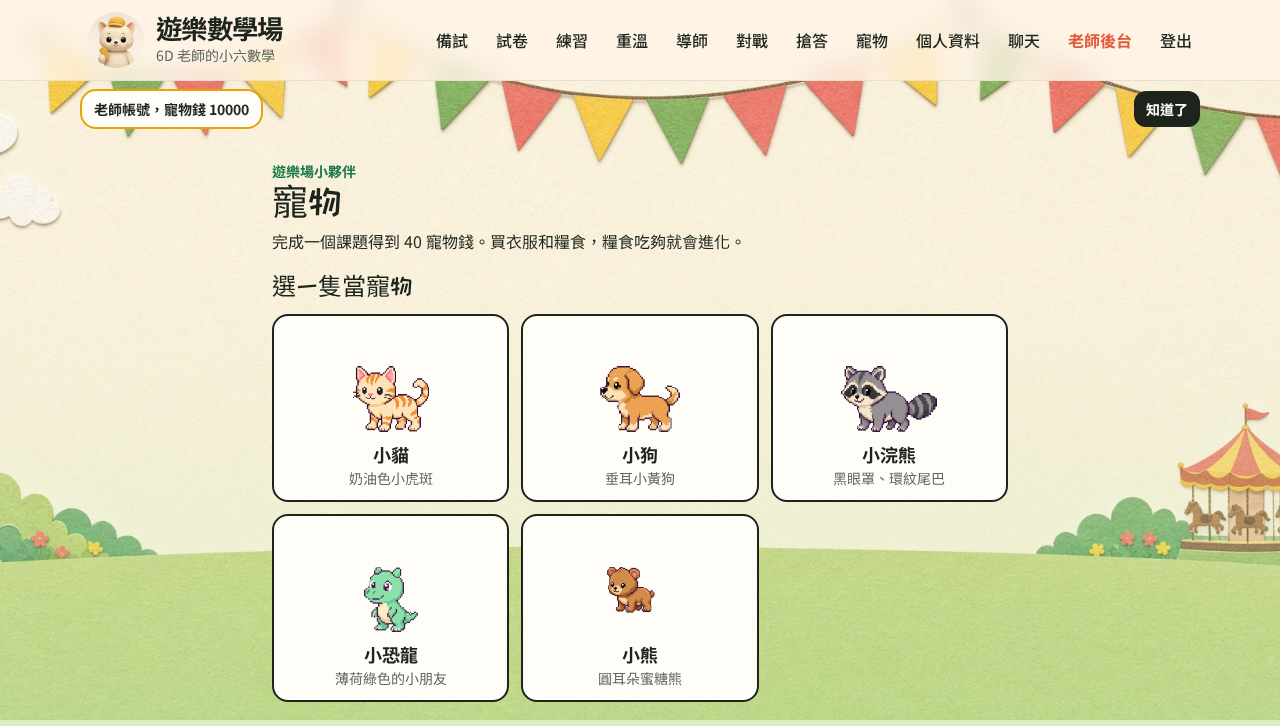 遊樂數學場
6D 老師的小六數學
備試
試卷
練習
重溫
導師
對戰
搶答
寵物
個人資料
聊天
老師後台
登出
老師帳號，寵物錢 10000
知道了
遊樂場小夥伴
寵物
完成一個課題得到 40 寵物錢。買衣服和糧食，糧食吃夠就會進化。
選一隻當寵物
小貓
奶油色小虎斑
小狗
垂耳小黃狗
小浣熊
黑眼罩、環紋尾巴
小恐龍
薄荷綠色的小朋友
小熊
圓耳朵蜜糖熊